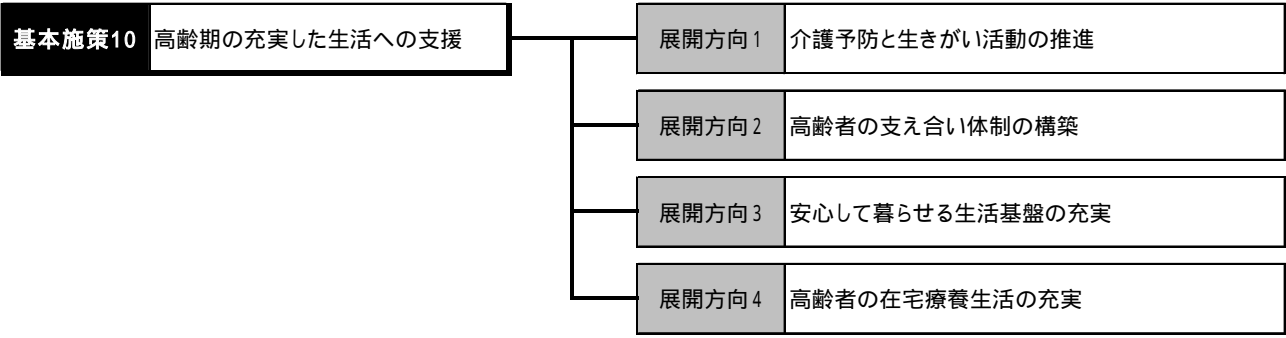 基本施策10 高齢期の充実した生活への支援
展開方向1 介護予防と生きがい活動の推進
展開方向2 高齢者の支え合い体制の構築
展開方向3 安心して暮らせる生活基盤の充実
展開方向4 高齢者の在宅療養生活の充実